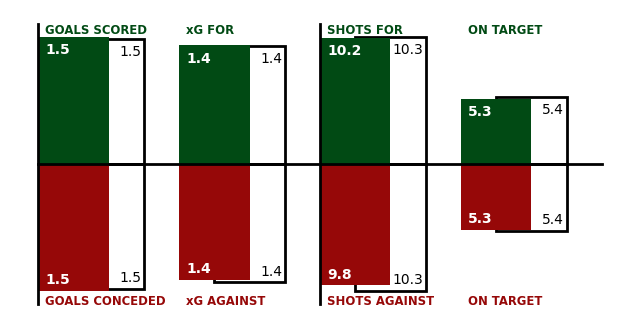 GOALS SCORED xG FOR SHOTS FOR ON TARGET
1.5 1.5 1.4 1.4 10.2 10.3 5.3 5.4
1.5 1.5 1.4 1.4 9.8 10.3 5.3 5.4
GOALS CONCEDED xG AGAINST SHOTS AGAINST ON TARGET